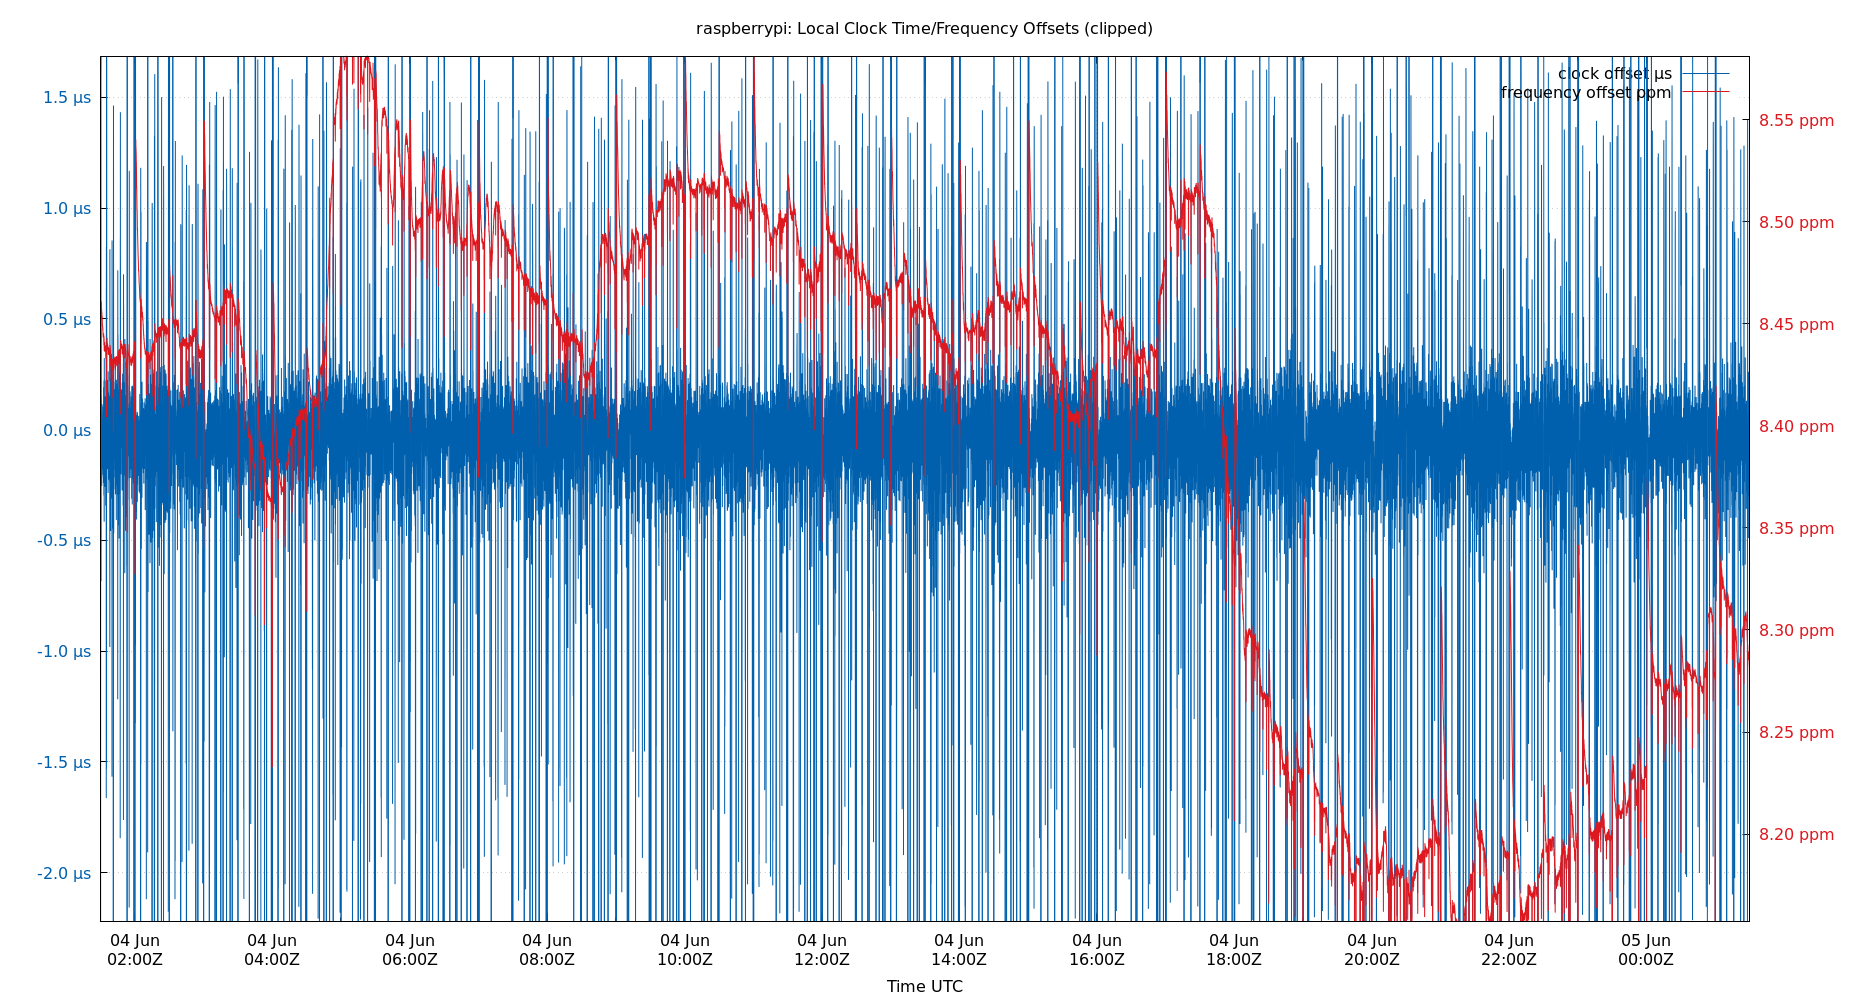 raspberrypi: Local Clock Time/Frequency Offsets (clipped)
clock offset µs
frequency offset ppm
1.5 µs
1.0 µs
0.5 µs
0.0 µs
-0.5 µs
-1.0 µs
-1.5 µs
-2.0 µs
8.55 ppm
8.50 ppm
8.45 ppm
8.40 ppm
8.35 ppm
8.30 ppm
8.25 ppm
8.20 ppm
04 Jun 04 Jun 04 Jun 04 Jun 04 Jun 04 Jun 04 Jun 04 Jun 04 Jun 04 Jun 04 Jun 05 Jun
02:00Z 04:00Z 06:00Z 08:00Z 10:00Z 12:00Z 14:00Z 16:00Z 18:00Z 20:00Z 22:00Z 00:00Z
Time UTC